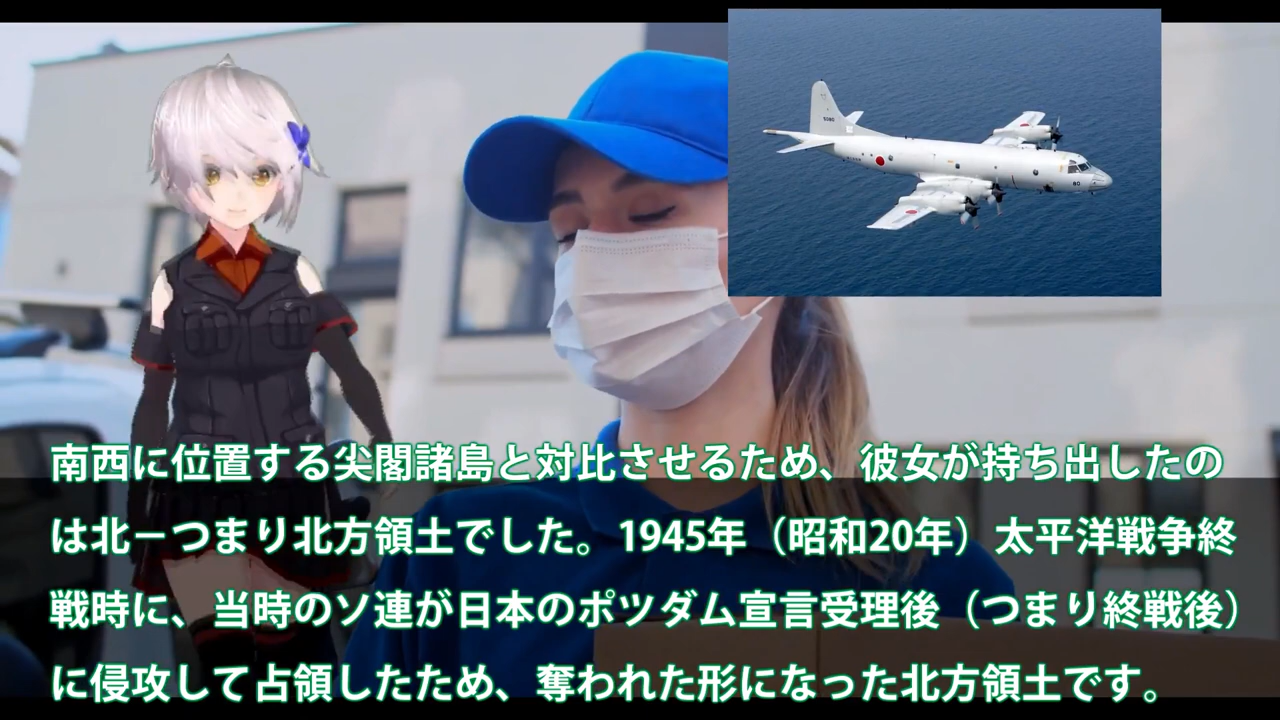 南西に位置する尖閣諸島と対比させるため、彼女が持ち出したの
は北－つまり北方領土でした。1945年（昭和20年）太平洋戦争終
戦時に、当時のソ連が日本のポツダム宣言受理後（つまり終戦後）
に侵攻して占領したため、奪われた形になった北方領土です。